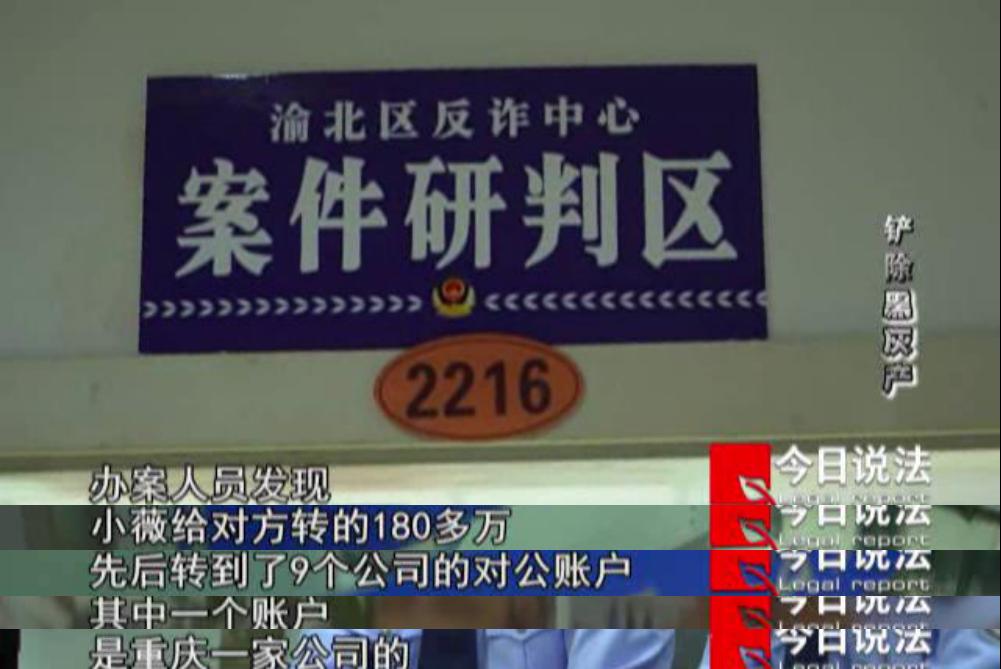 渝北区反诈中心
案件研判区
2216
铲除黑灰产
办案人员发现
今日说法
Legal report
小薇给对方转的180多万
今日说法
Legal report
先后转到了9个公司的对公账户
今日说法
Legal report
其中一个账户
今日说法
是重庆一家公司的
今日说法
Legal report